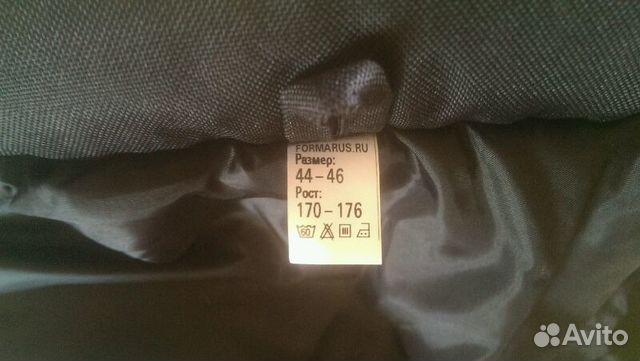 FORMARUS.RU
Размер:
44-46
Рост:
170-176
60
Avito